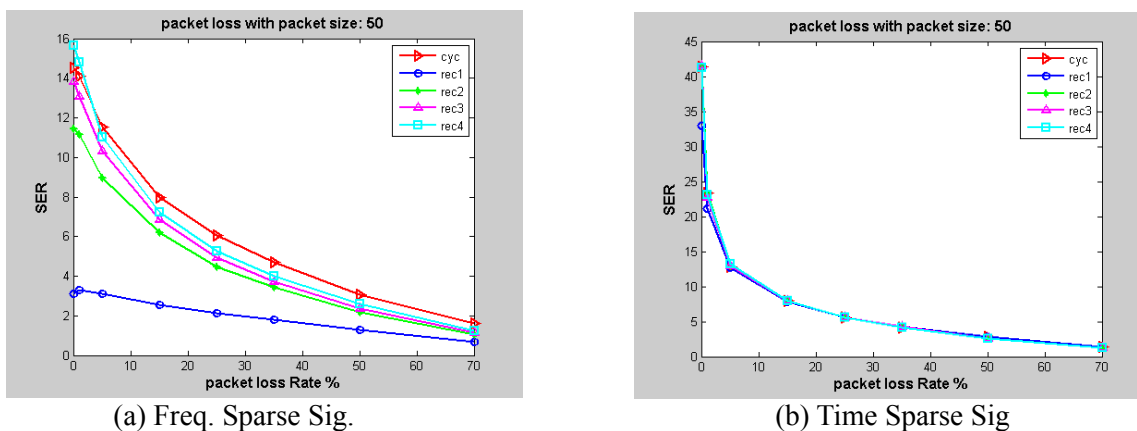 packet loss with packet size: 50
16
14
12
10
8
6
4
2
0
SER
cyc
rec1
rec2
rec3
rec4
0 10 20 30 40 50 60 70
packet loss Rate %
(a) Freq. Sparse Sig.
packet loss with packet size: 50
45
40
35
30
25
20
15
10
5
0
SER
cyc
rec1
rec2
rec3
rec4
0 10 20 30 40 50 60 70
packet loss Rate %
(b) Time Sparse Sig